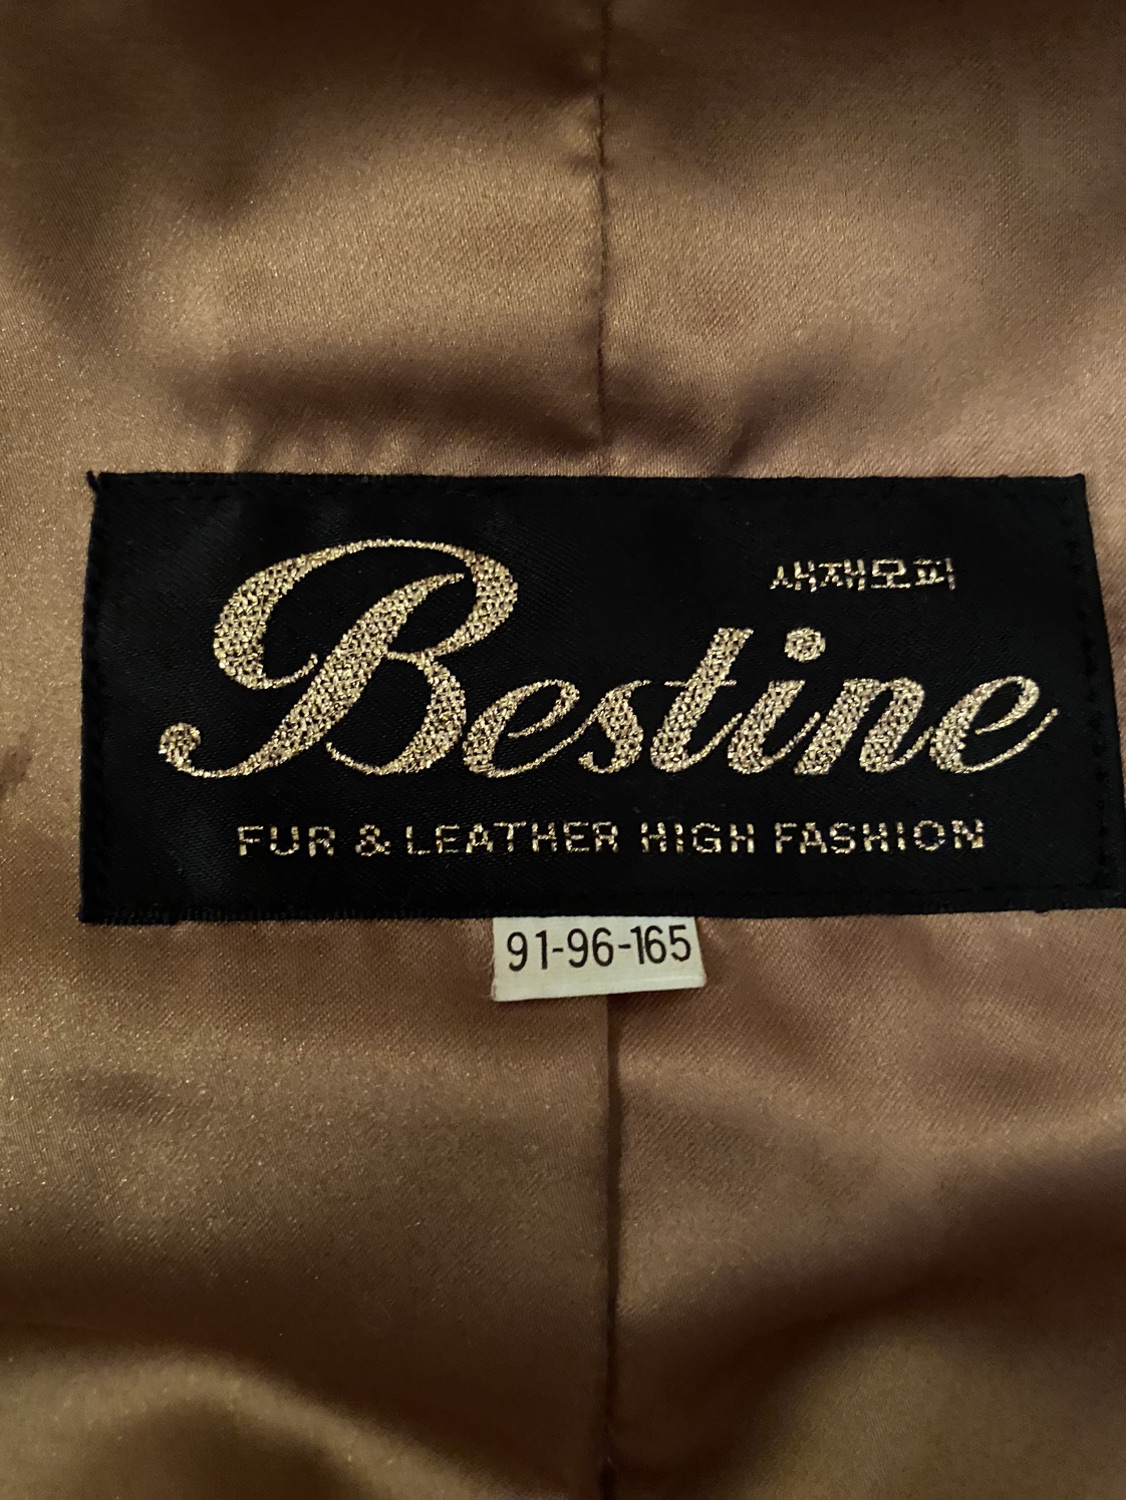 새재모피
Bestine
FUR & LEATHER HIGH FASHION
91-96-165